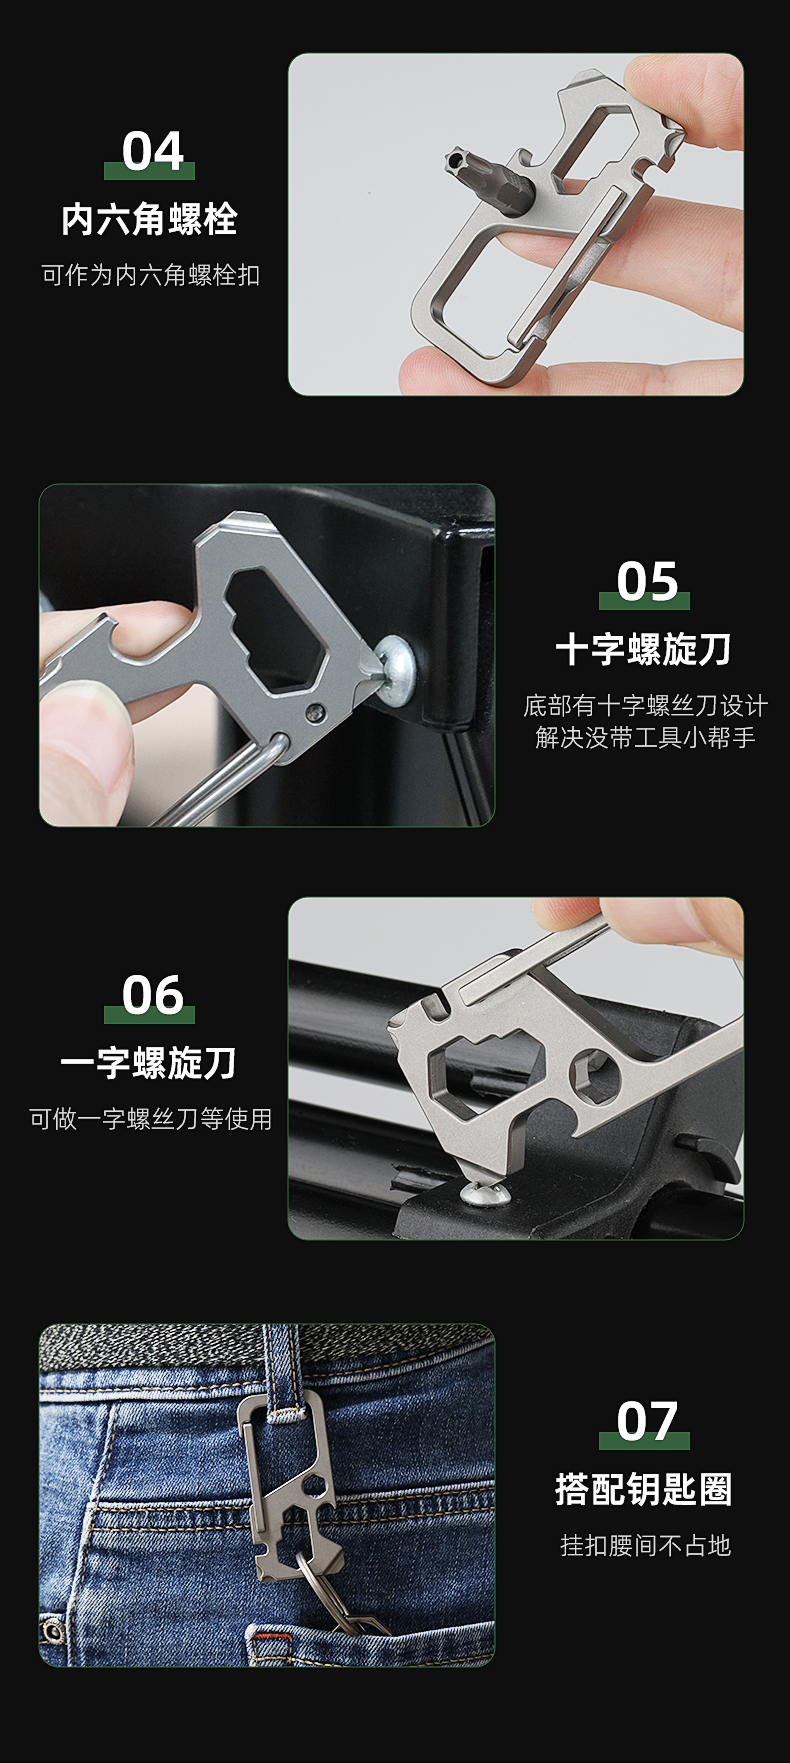 04
内六角螺栓
可作为内六角螺栓扣
05
十字螺旋刀
底部有十字螺丝刀设计
解决没带工具小帮手
06
一字螺旋刀
可做一字螺丝刀等使用
07
搭配钥匙圈
挂扣腰间不占地